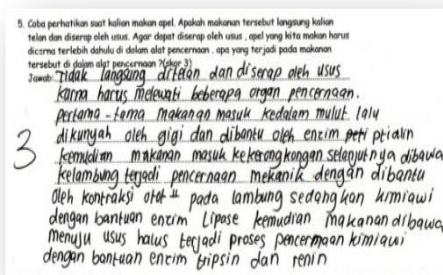 5. Coba perhatikan saat kalian makan apel. Apakah makanan tersebut langsung kalian
telan dan diserap oleh usus. Agar dapat diserap oleh usus , apel yang kita makan harus
dicerna terlebih dahulu di dalam alat pencernaan . apa yang terjadi pada makanan
tersebut di dalam alat pencernaan ?(skor 3)
Jawab: Tidak langsung ditelan dan di serap oleh usus
karna harus melewati beberapa organ pencernaan.
pertama-tama makanan masuk kedalam mulut lalu
3 dikunyah oleh gigi dan dibantu oleh enzim ptialin
kemudian makanan masuk ke kerongkongan selanjutnya dibawa
kelambung terjadi pencernaan mekanik dengan dibantu
oleh kontraksi otot" pada lambung sedangkan kimiawi
dengan bantuan enzim lipase kemudian makanan dibawa
menuju usus halus terjadi proses pencernaan kimiawi
dengan bantuan enzim tripsin dan renin